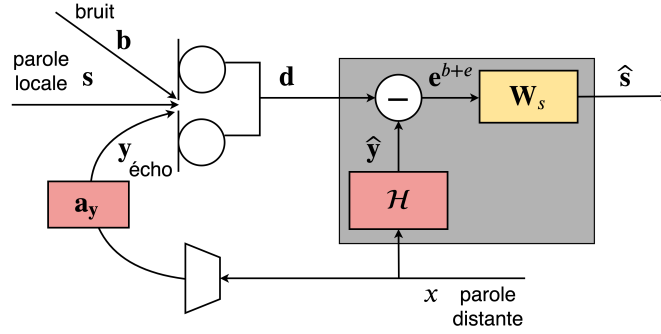 bruit
b
parole
locale
s
d
e^{b+e}
W_s
ŝ
−
y
écho
ŷ
a_y
ℋ
x
parole
distante